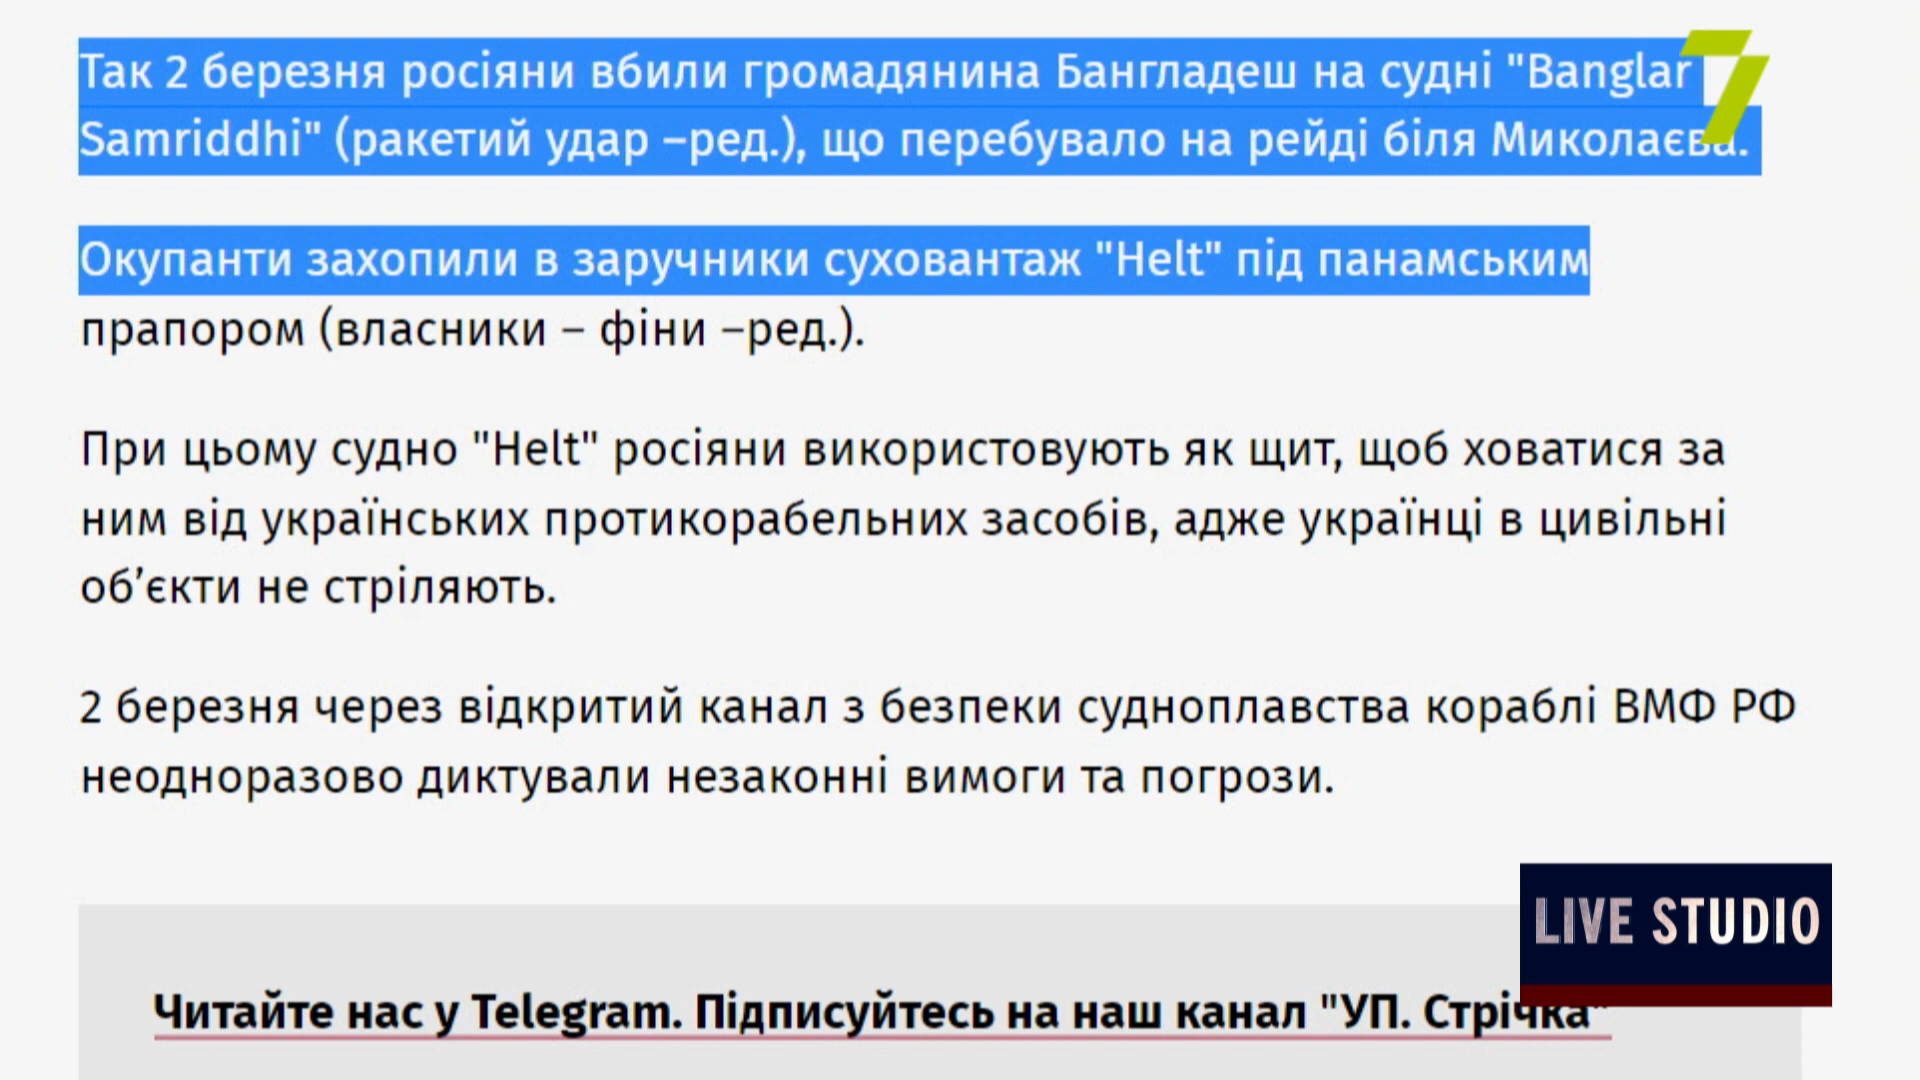 Так 2 березня росіяни вбили громадянина Бангладеш на судні "Banglar
Samriddhi" (ракетий удар –ред.), що перебувало на рейді біля Миколаєва.
Окупанти захопили в заручники суховантаж "Helt" під панамським
прапором (власники – фіни –ред.).
При цьому судно "Helt" росіяни використовують як щит, щоб ховатися за
ним від українських протикорабельних засобів, адже українці в цивільні
об’єкти не стріляють.
2 березня через відкритий канал з безпеки судноплавства кораблі ВМФ РФ
неодноразово диктували незаконні вимоги та погрози.
Читайте нас у Telegram. Підписуйтесь на наш канал "УП. Стрічка"
7
LIVE STUDIO